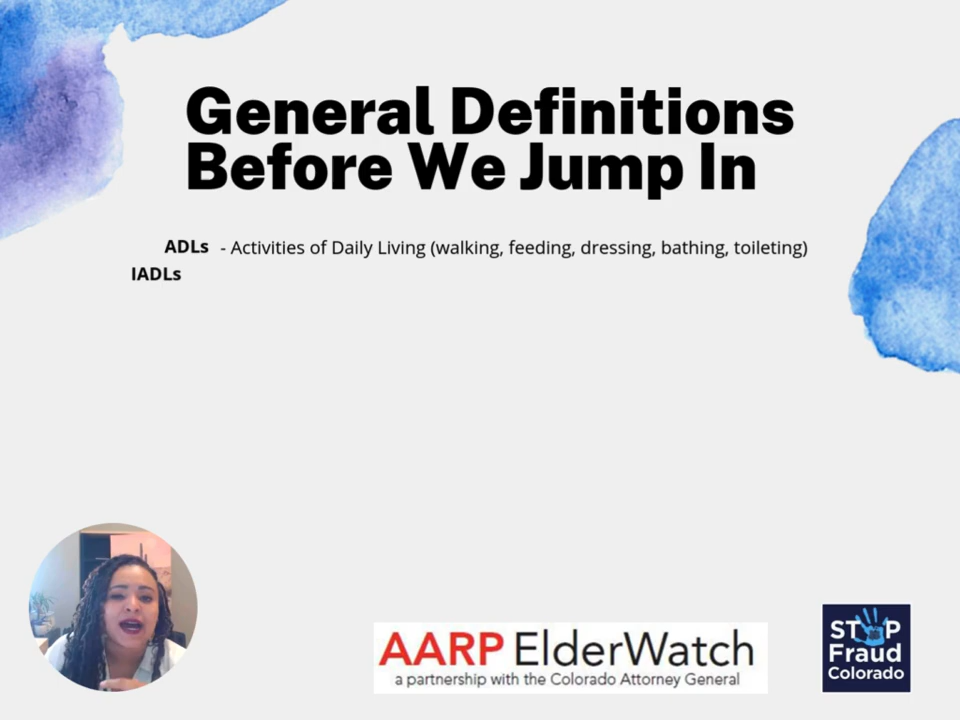 General Definitions
Before We Jump In
ADLs - Activities of Daily Living (walking, feeding, dressing, bathing, toileting)
IADLs
AARP ElderWatch
a partnership with the Colorado Attorney General
STOP
Fraud
Colorado